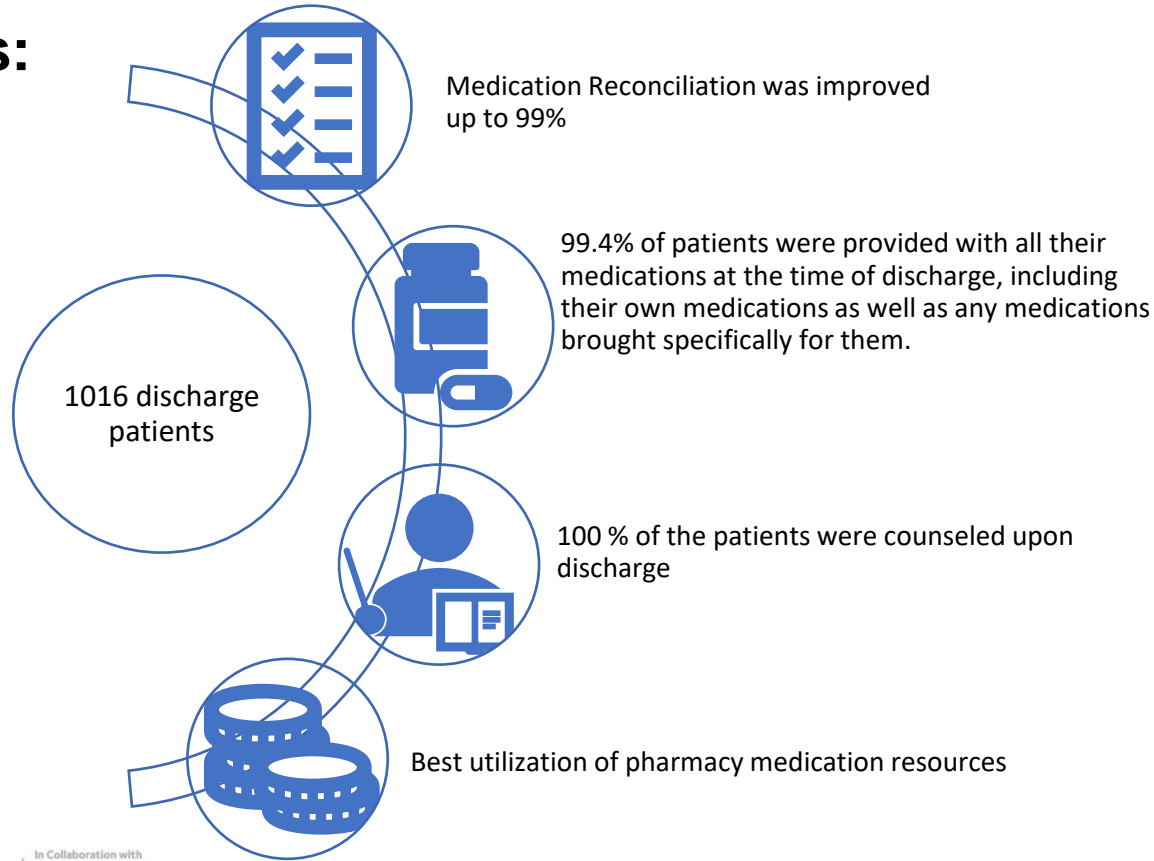 s:
Medication Reconciliation was improved
up to 99%
99.4% of patients were provided with all their
medications at the time of discharge, including
their own medications as well as any medications
brought specifically for them.
1016 discharge
patients
100 % of the patients were counseled upon
discharge
Best utilization of pharmacy medication resources
In Collaboration with